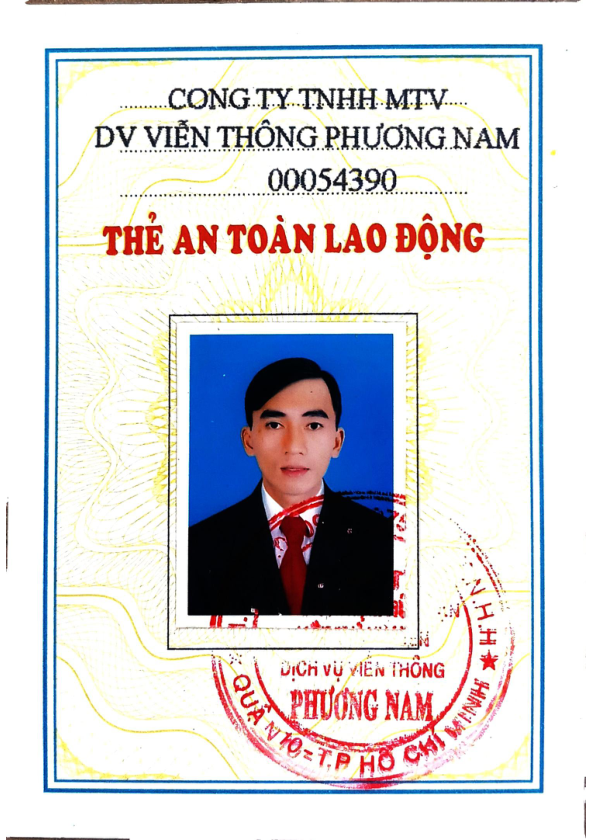 CONG TY TNHH MTV
DV VIỄN THÔNG PHƯƠNG NAM
00054390
THẺ AN TOÀN LAO ĐỘNG
DỊCH VỤ VIỄN THÔNG
PHƯƠNG NAM
QUẬN 10 = T.P HỒ CHÍ MINH ★ N.H.H